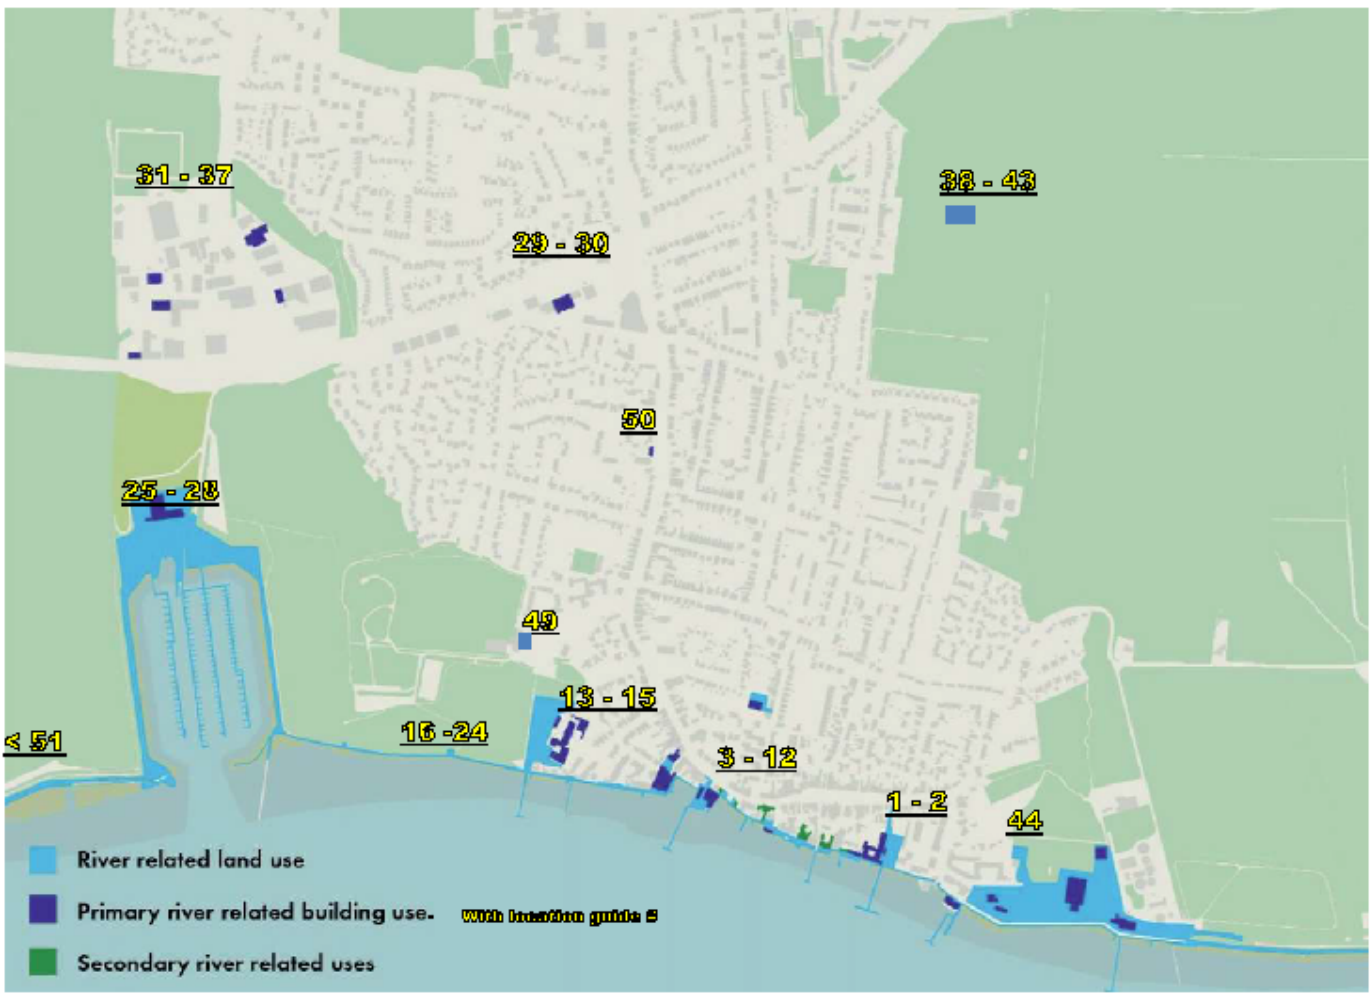 31 - 37
38 - 43
29 - 30
50
25 - 28
49
13 - 15
16 -24
< 51
3 - 12
1 - 2
44
River related land use
Primary river related building use. With location guide #
Secondary river related uses